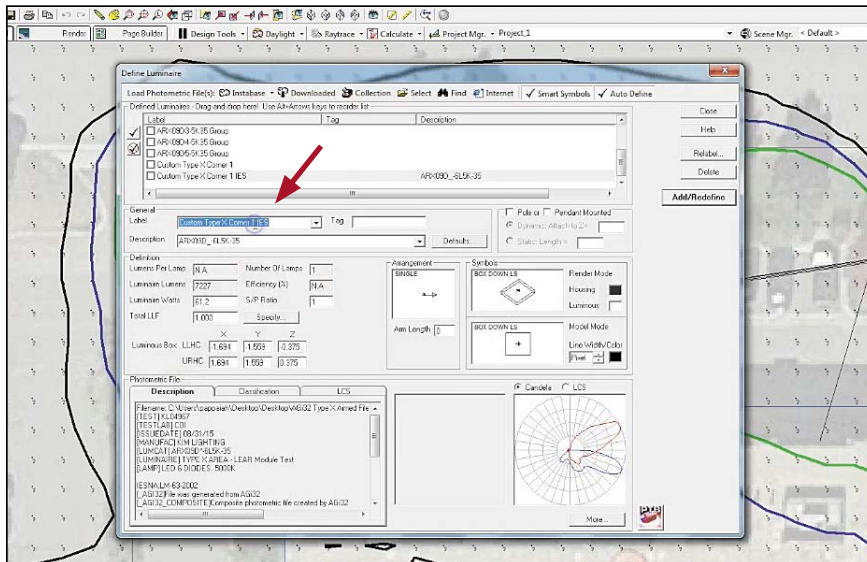 Render Page Builder Design Tools Daylight Raytrace Calculate Project Mgr. Project_1 Scene Mgr. < Default >
Define Luminaire
Load Photometric File(s): Instabase Downloaded Collection Select Find Internet Smart Symbols Auto Define
Defined Luminaires - Drag and drop here! Use Alt+Arrows keys to reorder list
Label Tag Description
ARX09D3-5K35 Group
ARX09D4-5K35 Group
ARX09D5-5K35 Group
Custom Type X Corner 1
Custom Type X Corner 1 IES ARX09D_-6L5K-35
Close
Help
Relabel...
Delete
Add/Redefine
General
Label Custom Type X Corner 1 IES Tag
Description ARX09D_-6L5K-35 Defaults...
Pole or Pendant Mounted
Dynamic: Attach to Z=
Static: Length =
Definition
Lumens Per Lamp N.A. Number Of Lamps 1
Luminaire Lumens 7227 Efficiency (%) N.A.
Luminaire Watts 61.2 S/P Ratio 1
Total LLF 1.000 Specify...
X Y Z
Luminous Box LLHC -1.694 -1.559 -0.375
URHC 1.694 1.559 0.375
Arrangement
SINGLE
Arm Length 0
Symbols
BOX DOWN LS
Render Mode
Housing
Luminous
BOX DOWN LS
Model Mode
Line Width/Color
Pixel
Photometric File
Description Classification LCS
Filename: C:\Users\pappaiah\Desktop\Desktop\AGi32 Type X Aimed File
[TEST] KL04967
[TESTLAB] CDI
[ISSUEDATE] 08/31/15
[MANUFAC] KIM LIGHTING
[LUMCAT] ARX09D*-6L5K-35
[LUMINAIRE] TYPE X AREA - LEAR Module Test
[LAMP] LED 6 DIODES. 5000K
IESNA:LM-63-2002
[_AGI32]File was generated from AGi32
[_AGI32_COMPOSITE]Composite photometric file created by AGi32
Candela LCS
More...
PTB